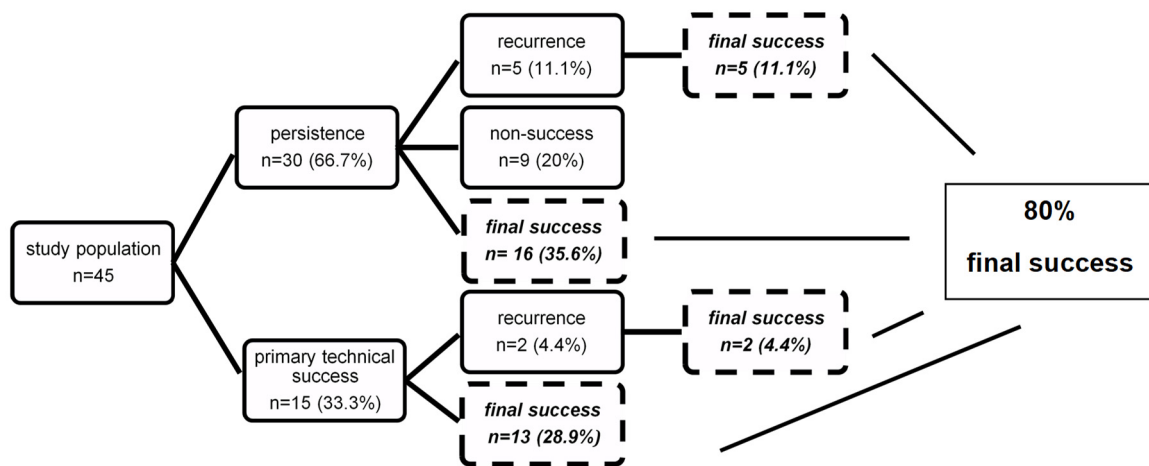 study population
n=45
persistence
n=30 (66.7%)
primary technical
success
n=15 (33.3%)
recurrence
n=5 (11.1%)
non-success
n=9 (20%)
final success
n= 16 (35.6%)
recurrence
n=2 (4.4%)
final success
n=13 (28.9%)
final success
n=5 (11.1%)
final success
n=2 (4.4%)
80%
final success